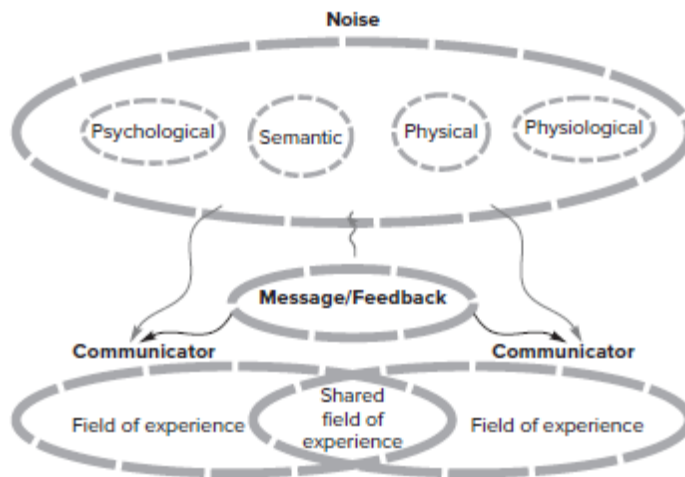 Noise
Psychological
Semantic
Physical
Physiological
Message/Feedback
Communicator
Communicator
Field of experience
Shared
field of
experience
Field of experience